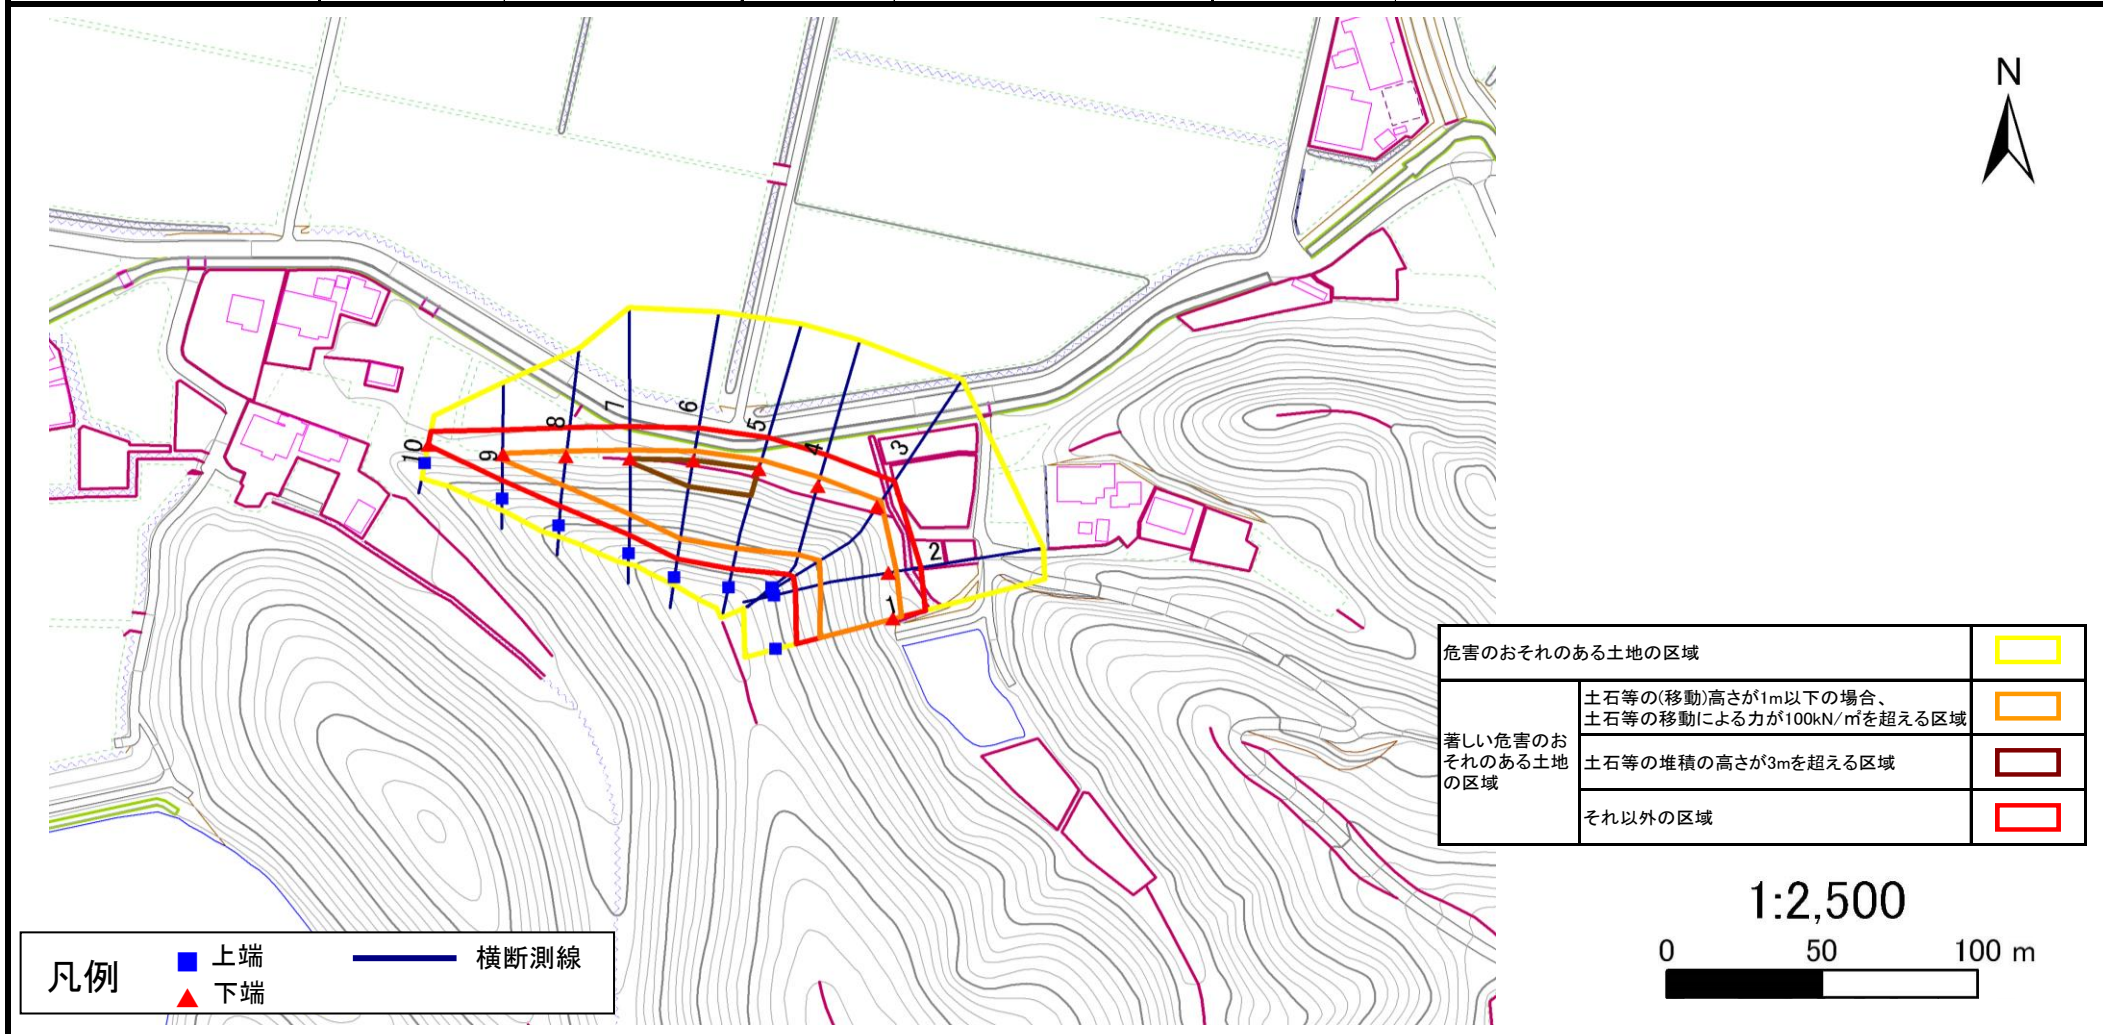 N
10
9
8
7
6
5
4
3
2
1
危害のおそれのある土地の区域
著しい危害のお
それのある土地
の区域
土石等の(移動)高さが1m以下の場合、
土石等の移動による力が100kN/㎡を超える区域
土石等の堆積の高さが3mを超える区域
それ以外の区域
1:2,500
0 50 100 m
凡例
上端
下端
横断測線